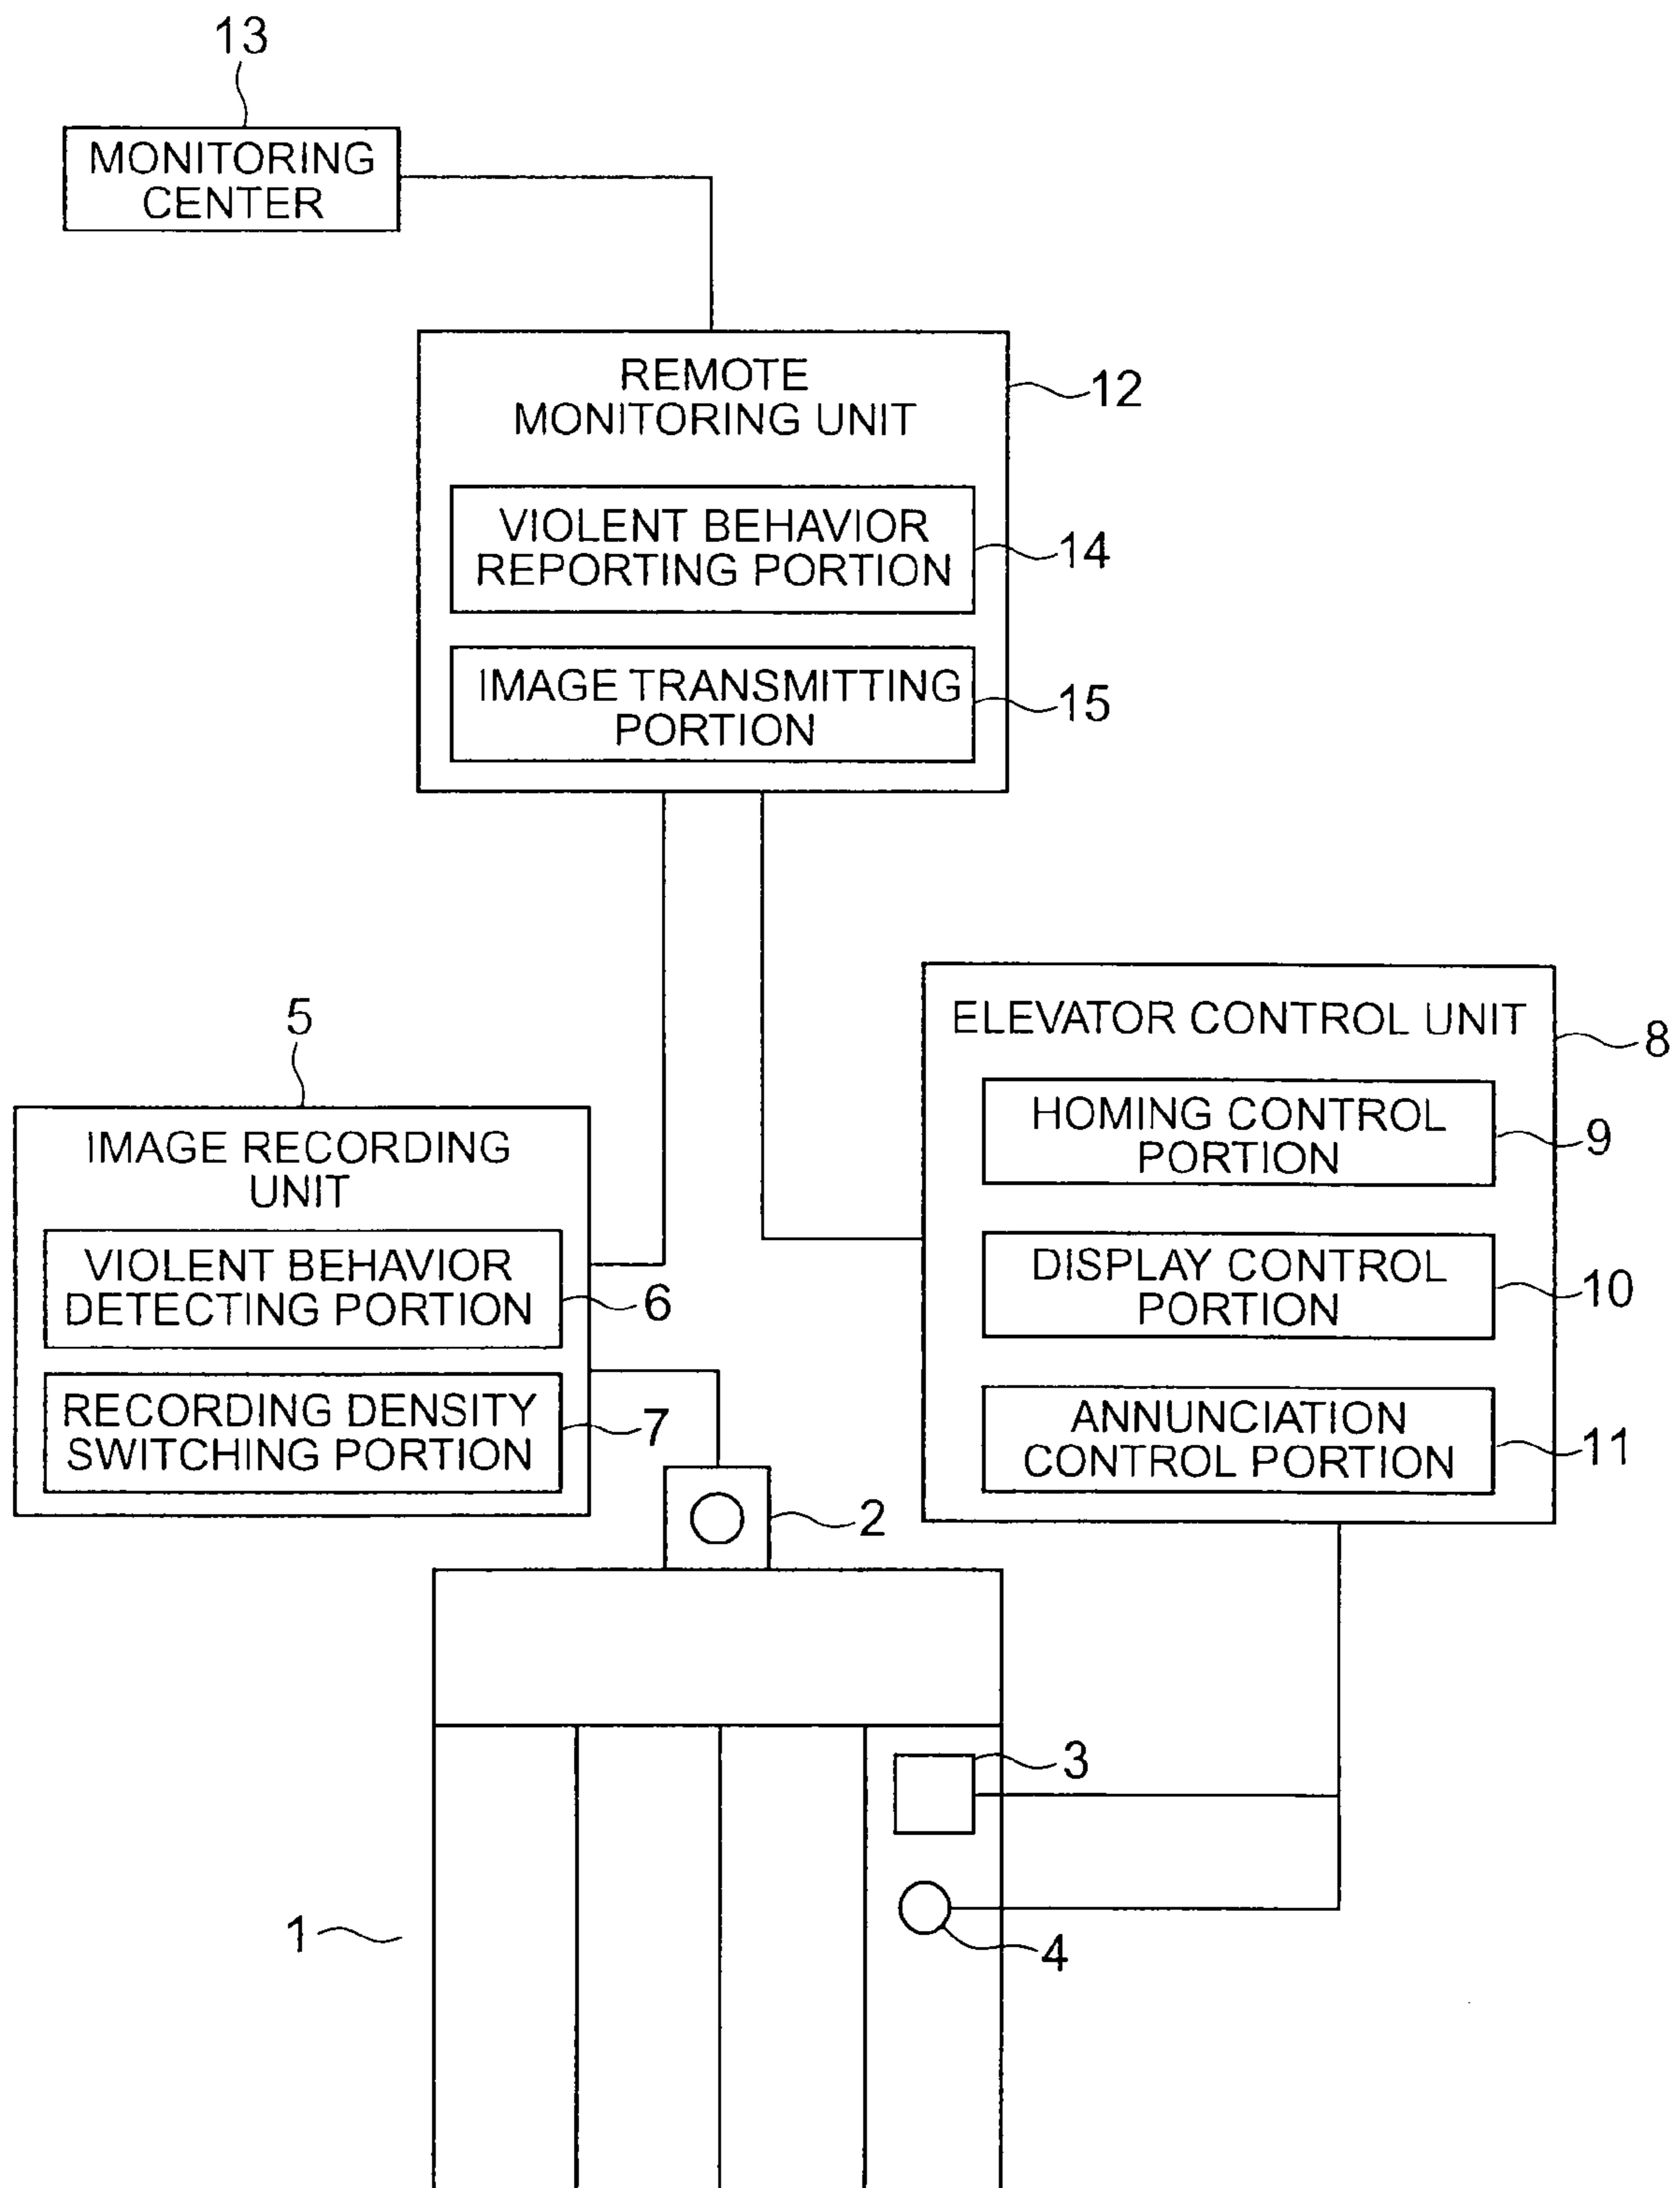 13
MONITORING
CENTER
REMOTE
MONITORING UNIT
12
VIOLENT BEHAVIOR
REPORTING PORTION
14
IMAGE TRANSMITTING
PORTION
15
5
IMAGE RECORDING
UNIT
VIOLENT BEHAVIOR
DETECTING PORTION
6
RECORDING DENSITY
SWITCHING PORTION
7
ELEVATOR CONTROL UNIT
8
HOMING CONTROL
PORTION
9
DISPLAY CONTROL
PORTION
10
ANNUNCIATION
CONTROL PORTION
11
2
3
4
1